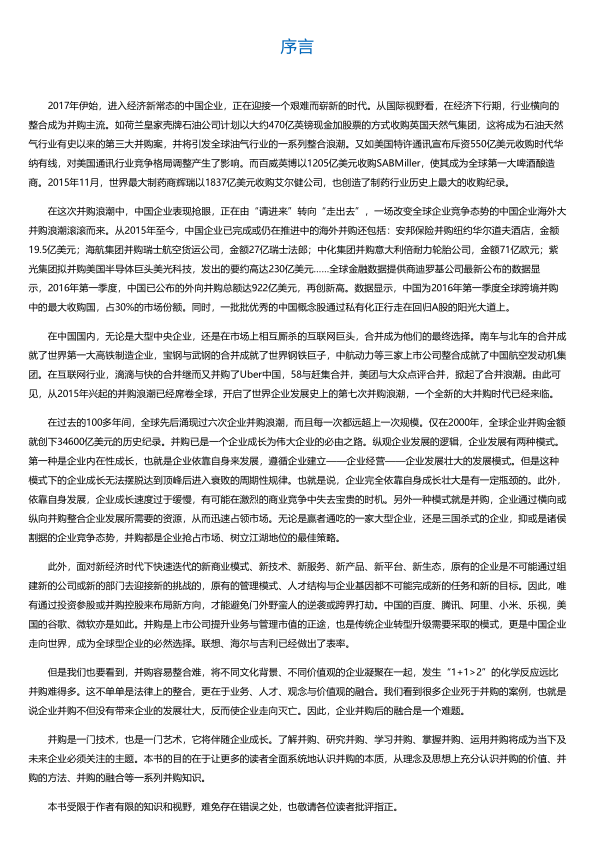 序言
2017年伊始，进入经济新常态的中国企业，正在迎接一个艰难而崭新的时代。从国际视野看，在经济下行期，行业横向的
整合成为并购主流。如荷兰皇家壳牌石油公司计划以大约470亿英镑现金加股票的方式收购英国天然气集团，这将成为石油天然
气行业有史以来的第三大并购案，并将引发全球油气行业的一系列整合浪潮。又如美国特许通讯宣布斥资550亿美元收购时代华
纳有线，对美国通讯行业竞争格局调整产生了影响。而百威英博以1205亿美元收购SABMiller，使其成为全球第一大啤酒酿造
商。2015年11月，世界最大制药商辉瑞以1837亿美元收购艾尔健公司，也创造了制药行业历史上最大的收购纪录。
在这次并购浪潮中，中国企业表现抢眼，正在由“请进来”转向“走出去”，一场改变全球企业竞争态势的中国企业海外大
并购浪潮滚滚而来。从2015年至今，中国企业已完成或仍在推进中的海外并购还包括：安邦保险并购纽约华尔道夫酒店，金额
19.5亿美元；海航集团并购瑞士航空货运公司，金额27亿瑞士法郎；中化集团并购意大利倍耐力轮胎公司，金额71亿欧元；紫
光集团拟并购美国半导体巨头美光科技，发出的要约高达230亿美元……全球金融数据提供商迪罗基公司最新公布的数据显
示，2016年第一季度，中国已公布的外向并购总额达922亿美元，再创新高。数据显示，中国为2016年第一季度全球跨境并购
中的最大收购国，占30%的市场份额。同时，一批批优秀的中国概念股通过私有化正行走在回归A股的阳光大道上。
在中国国内，无论是大型中央企业，还是在市场上相互厮杀的互联网巨头，合并成为他们的最终选择。南车与北车的合并成
就了世界第一大高铁制造企业，宝钢与武钢的合并成就了世界钢铁巨子，中航动力等三家上市公司整合成就了中国航空发动机集
团。在互联网行业，滴滴与快的合并继而又并购了Uber中国，58与赶集合并，美团与大众点评合并，掀起了合并浪潮。由此可
见，从2015年兴起的并购浪潮已经席卷全球，开启了世界企业发展史上的第七次并购浪潮，一个全新的大并购时代已经来临。
在过去的100多年间，全球先后涌现过六次企业并购浪潮，而且每一次都远超上一次规模。仅在2000年，全球企业并购金额
就创下34600亿美元的历史纪录。并购已是一个企业成长为伟大企业的必由之路。纵观企业发展的逻辑，企业发展有两种模式。
第一种是企业内在性成长，也就是企业依靠自身来发展，遵循企业建立——企业经营——企业发展壮大的发展模式。但是这种
模式下的企业成长无法摆脱达到顶峰后进入衰败的周期性规律。也就是说，企业完全依靠自身成长壮大是有一定瓶颈的。此外，
依靠自身发展，企业成长速度过于缓慢，有可能在激烈的商业竞争中失去宝贵的时机。另外一种模式就是并购，企业通过横向或
纵向并购整合企业发展所需要的资源，从而迅速占领市场。无论是赢者通吃的一家大型企业，还是三国杀式的企业，抑或是诸侯
割据的企业竞争态势，并购都是企业抢占市场、树立江湖地位的最佳策略。
此外，面对新经济时代下快速迭代的新商业模式、新技术、新服务、新产品、新平台、新生态，原有的企业是不可能通过组
建新的公司或新的部门去迎接新的挑战的，原有的管理模式、人才结构与企业基因都不可能完成新的任务和新的目标。因此，唯
有通过投资参股或并购控股来布局新方向，才能避免门外野蛮人的逆袭或跨界打动。中国的百度、腾讯、阿里、小米、乐视，美
国的谷歌、微软亦是如此。并购是上市公司提升业务与管理市值的正途，也是传统企业转型升级需要采取的模式，更是中国企业
走向世界，成为全球型企业的必然选择。联想、海尔与吉利已经做出了表率。
但是我们也要看到，并购容易整合难，将不同文化背景、不同价值观的企业凝聚在一起，发生“1+1>2”的化学反应远比
并购难得多。这不单单是法律上的整合，更在于业务、人才、观念与价值观的融合。我们看到很多企业死于并购的案例，也就是
说企业并购不但没有带来企业的发展壮大，反而使企业走向灭亡。因此，企业并购后的融合是一个难题。
并购是一门技术，也是一门艺术，它将伴随企业成长。了解并购、研究并购、学习并购、掌握并购、运用并购将成为当下及
未来企业必须关注的主题。本书的目的在于让更多的读者全面系统地认识并购的本质，从理念及思想上充分认识并购的价值、并
购的方法、并购的融合等一系列并购知识。
本书受限于作者有限的知识和视野，难免存在错误之处，也敬请各位读者批评指正。